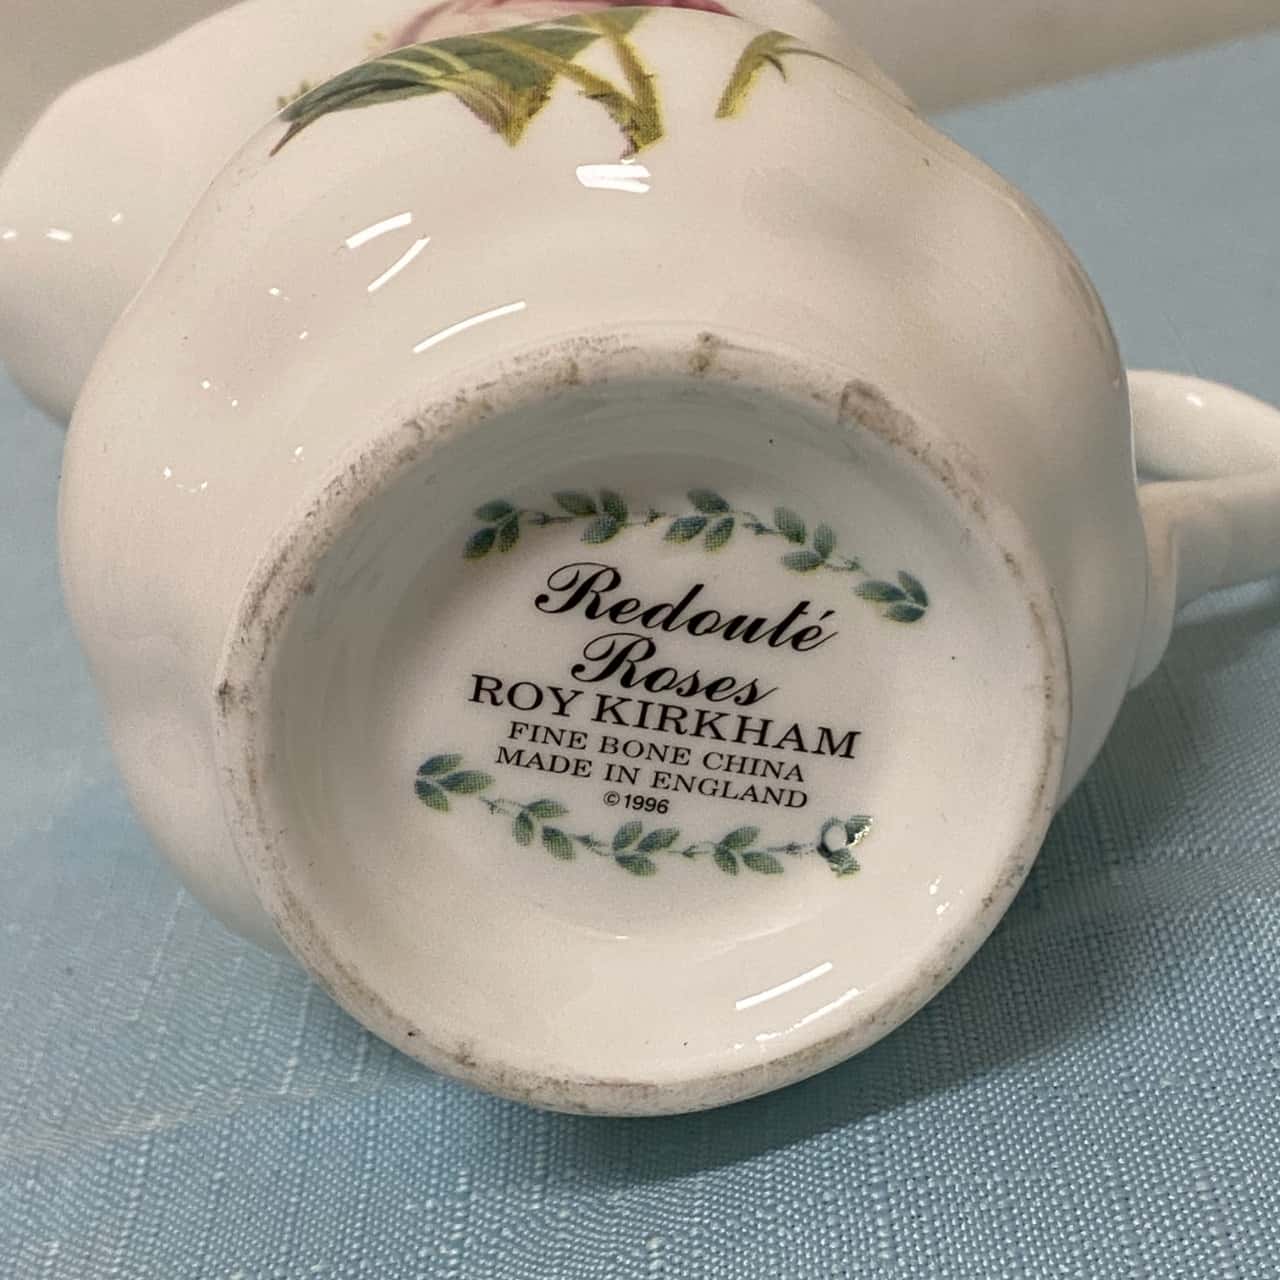 Redouté
Roses
ROY KIRKHAM
FINE BONE CHINA
MADE IN ENGLAND
©1996